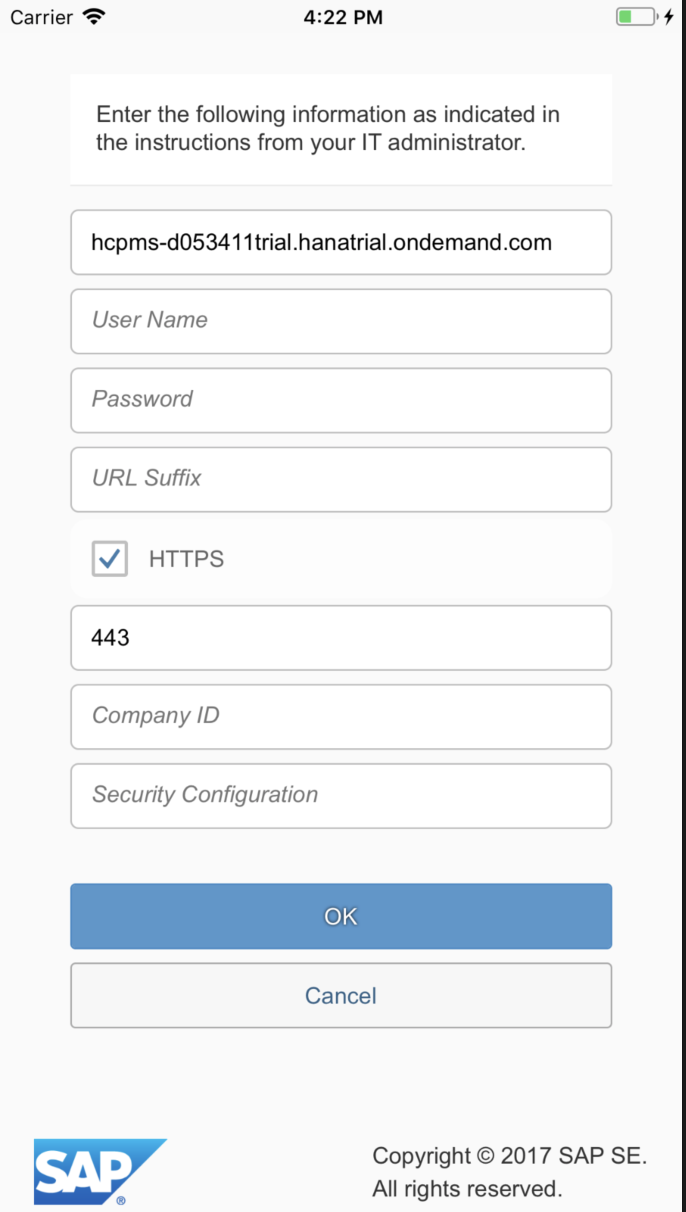 Carrier 4:22 PM
Enter the following information as indicated in
the instructions from your IT administrator.
hcpms-d053411trial.hanatrial.ondemand.com
User Name
Password
URL Suffix
HTTPS
443
Company ID
Security Configuration
OK
Cancel
SAP®
Copyright © 2017 SAP SE.
All rights reserved.